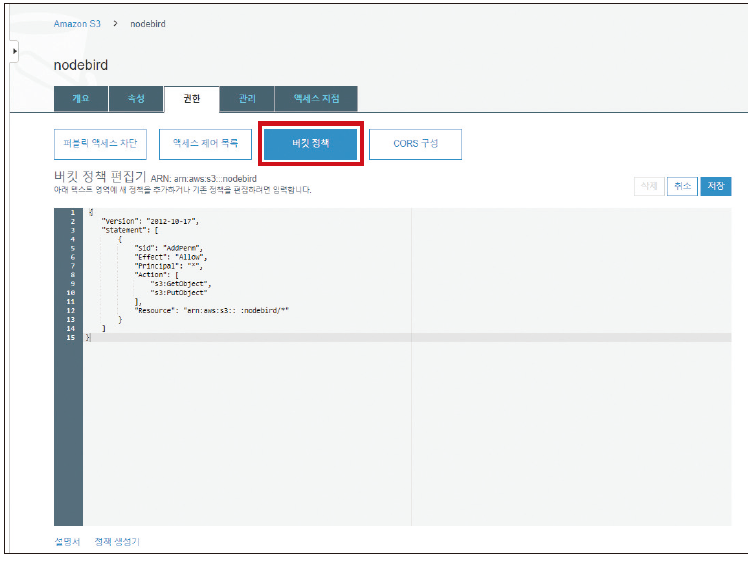 Amazon S3 > nodebird
nodebird
개요 속성 권한 관리 액세스 지점
퍼블릭 액세스 차단 액세스 제어 목록 버킷 정책 CORS 구성
버킷 정책 편집기 ARN: arn:aws:s3:::nodebird
아래 텍스트 영역에 새 정책을 추가하거나 기존 정책을 편집하려면 입력합니다.
삭제 취소 저장
1 {
2 "Version": "2012-10-17",
3 "Statement": [
4 {
5 "Sid": "AddPerm",
6 "Effect": "Allow",
7 "Principal": "*",
8 "Action": [
9 "s3:GetObject",
10 "s3:PutObject"
11 ],
12 "Resource": "arn:aws:s3:: :nodebird/*"
13 }
14 ]
15 }
설명서 정책 생성기